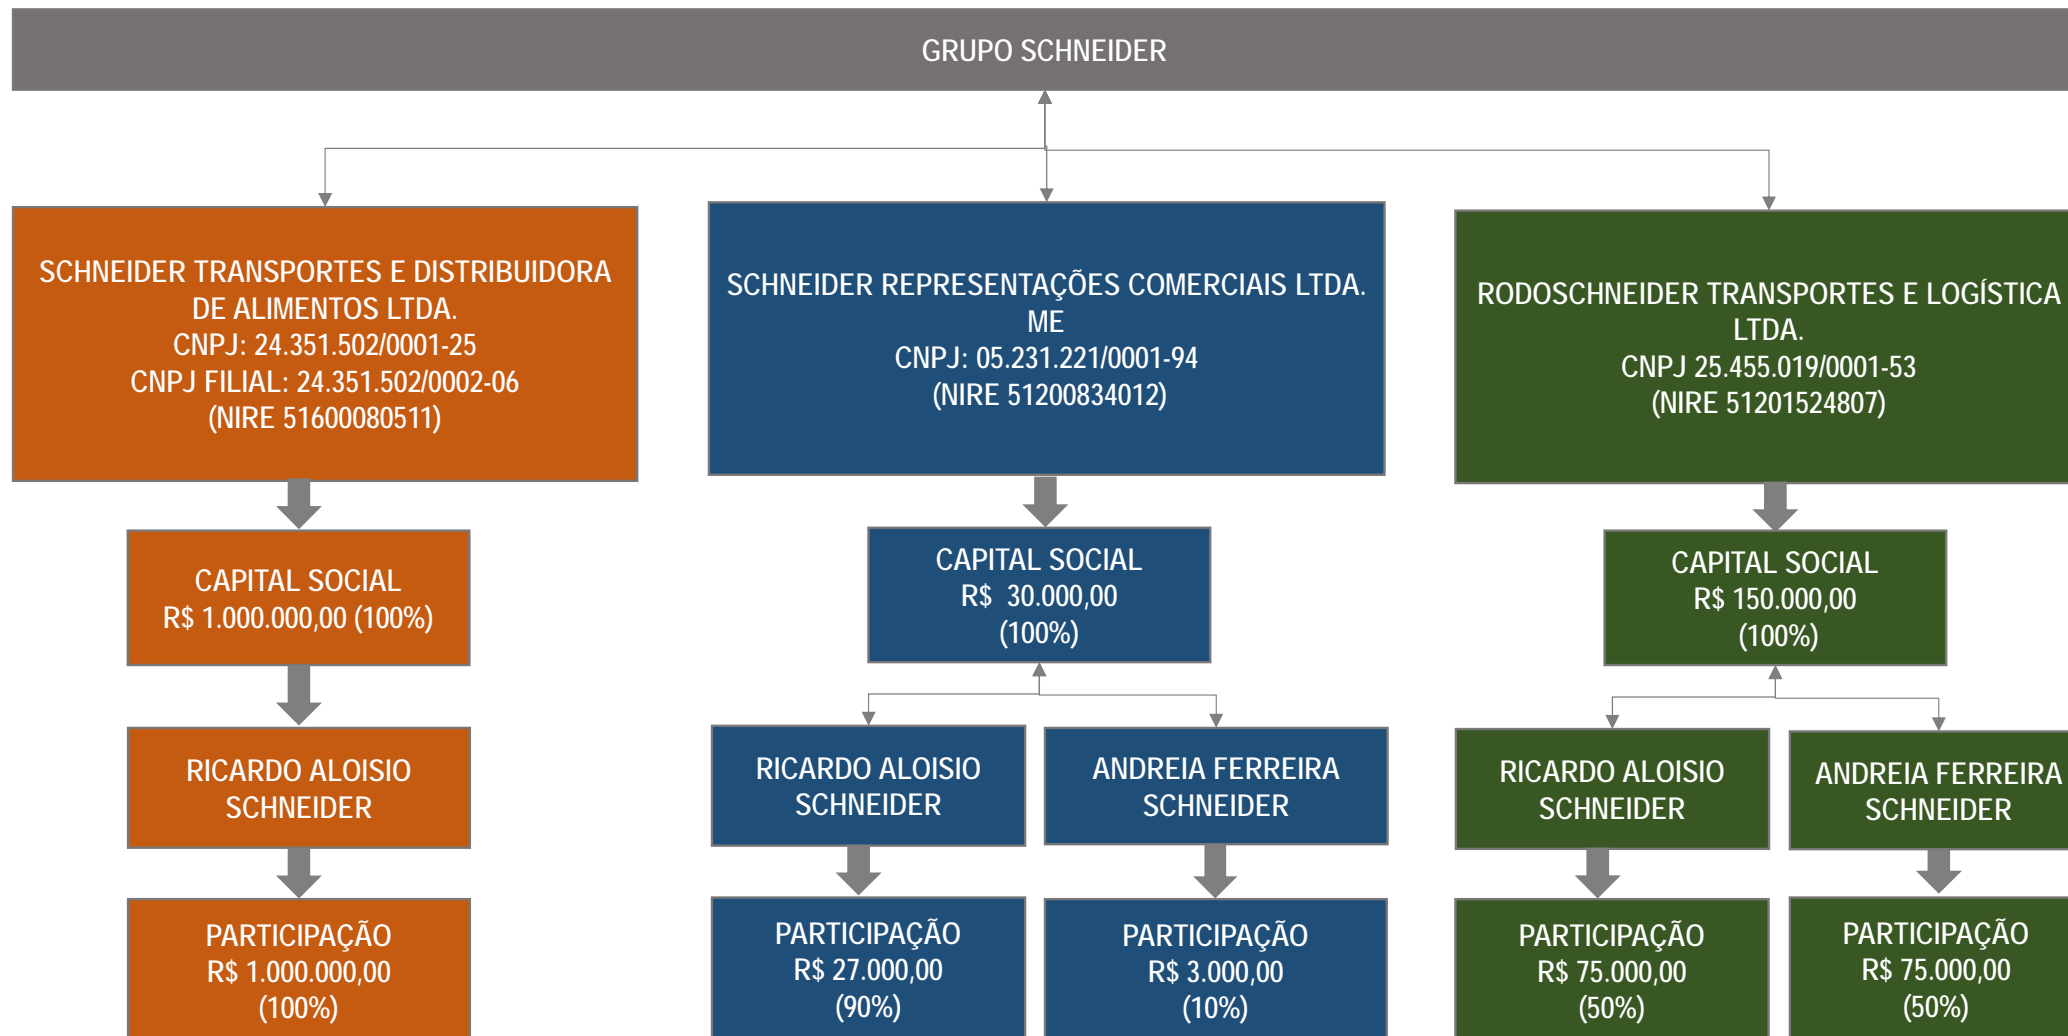 GRUPO SCHNEIDER
SCHNEIDER TRANSPORTES E DISTRIBUIDORA
DE ALIMENTOS LTDA.
CNPJ: 24.351.502/0001-25
CNPJ FILIAL: 24.351.502/0002-06
(NIRE 51600080511)
SCHNEIDER REPRESENTAÇÕES COMERCIAIS LTDA.
ME
CNPJ: 05.231.221/0001-94
(NIRE 51200834012)
RODOSCHNEIDER TRANSPORTES E LOGÍSTICA
LTDA.
CNPJ 25.455.019/0001-53
(NIRE 51201524807)
CAPITAL SOCIAL
R$ 1.000.000,00 (100%)
CAPITAL SOCIAL
R$ 30.000,00
(100%)
CAPITAL SOCIAL
R$ 150.000,00
(100%)
RICARDO ALOISIO
SCHNEIDER
RICARDO ALOISIO
SCHNEIDER
ANDREIA FERREIRA
SCHNEIDER
RICARDO ALOISIO
SCHNEIDER
ANDREIA FERREIRA
SCHNEIDER
PARTICIPAÇÃO
R$ 1.000.000,00
(100%)
PARTICIPAÇÃO
R$ 27.000,00
(90%)
PARTICIPAÇÃO
R$ 3.000,00
(10%)
PARTICIPAÇÃO
R$ 75.000,00
(50%)
PARTICIPAÇÃO
R$ 75.000,00
(50%)